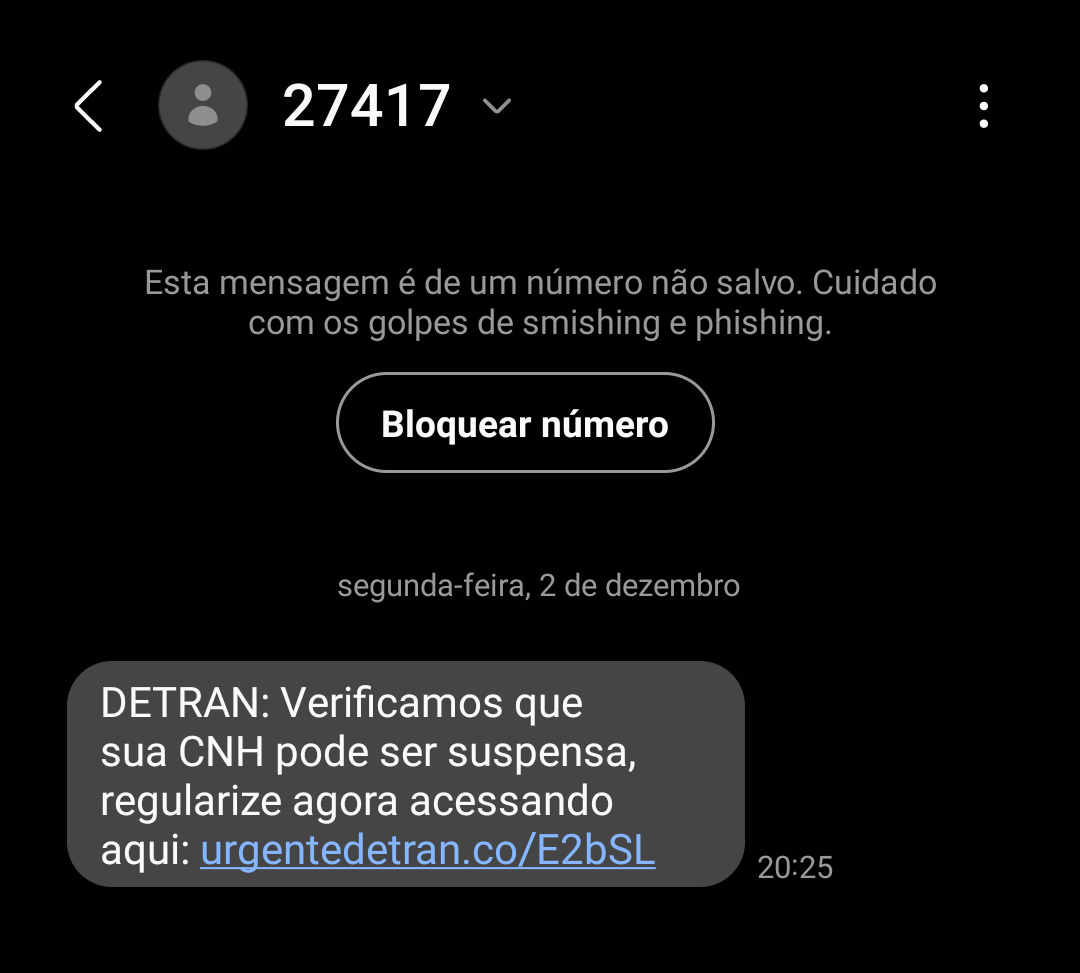 27417
Esta mensagem é de um número não salvo. Cuidado
com os golpes de smishing e phishing.
Bloquear número
segunda-feira, 2 de dezembro
DETRAN: Verificamos que
sua CNH pode ser suspensa,
regularize agora acessando
aqui: urgentedetran.co/E2bSL
20:25